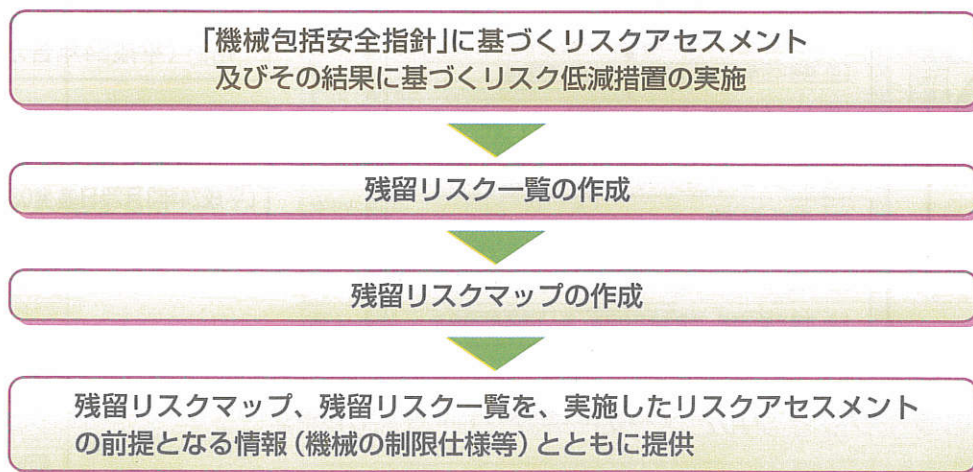 「機械包括安全指針」に基づくリスクアセスメント
及びその結果に基づくリスク低減措置の実施
残留リスク一覧の作成
残留リスクマップの作成
残留リスクマップ、残留リスク一覧を、実施したリスクアセスメント
の前提となる情報（機械の制限仕様等）とともに提供